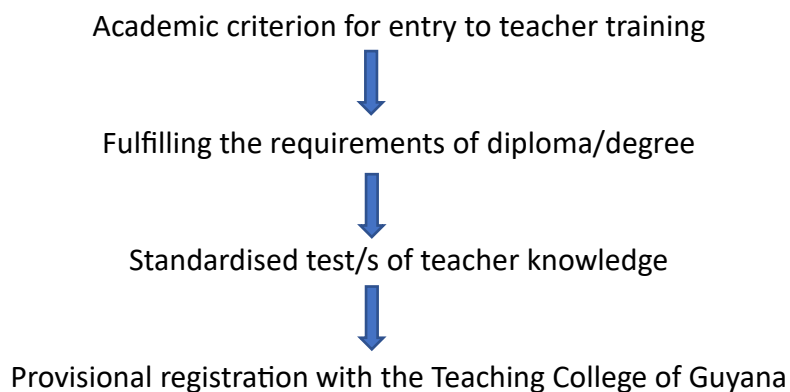 Academic criterion for entry to teacher training
Fulfilling the requirements of diploma/degree
Standardised test/s of teacher knowledge
Provisional registration with the Teaching College of Guyana